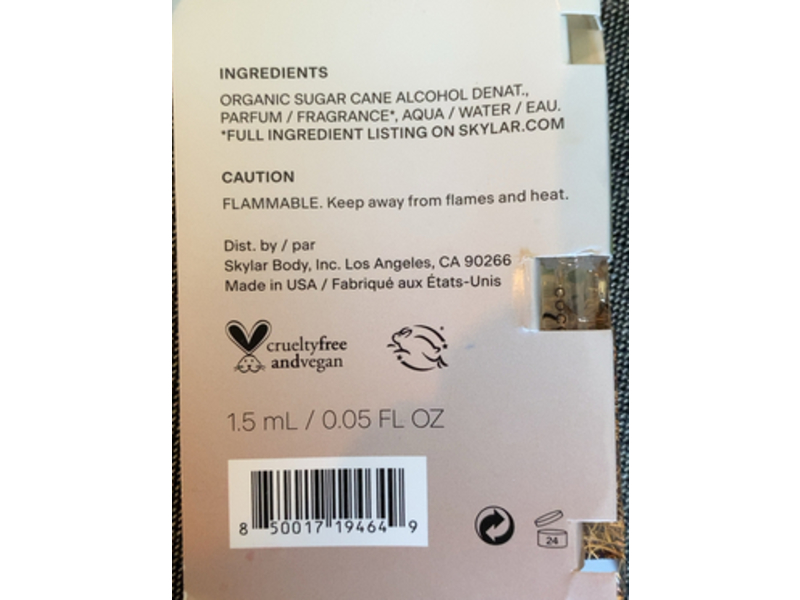 INGREDIENTS
ORGANIC SUGAR CANE ALCOHOL DENAT.,
PARFUM / FRAGRANCE*, AQUA / WATER / EAU.
*FULL INGREDIENT LISTING ON SKYLAR.COM
CAUTION
FLAMMABLE. Keep away from flames and heat.
Dist. by / par
Skylar Body, Inc. Los Angeles, CA 90266
Made in USA / Fabriqué aux États-Unis
crueltyfree
andvegan
1.5 mL / 0.05 FL OZ
8 50017 19464 9
24